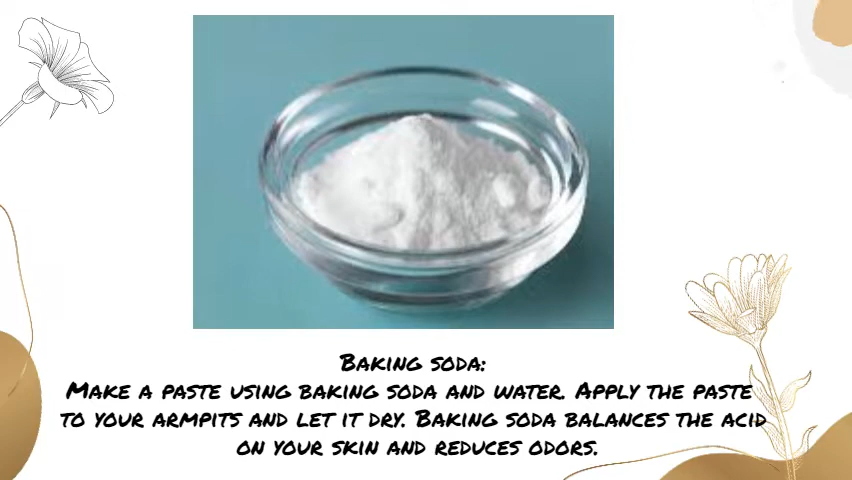 Baking soda:
Make a paste using baking soda and water. Apply the paste
to your armpits and let it dry. Baking soda balances the acid
on your skin and reduces odors.